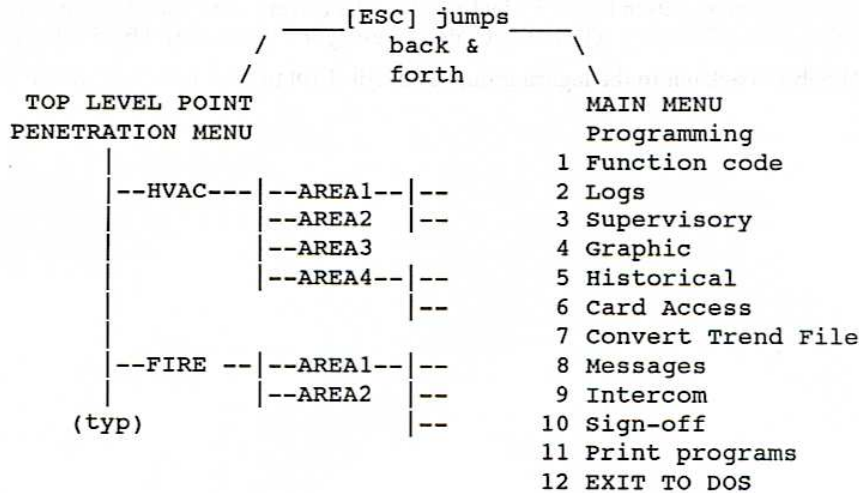 [ESC] jumps
back &
forth
TOP LEVEL POINT
PENETRATION MENU
|--HVAC---|--AREA1--|--
|--AREA2 |--
|--AREA3
|--AREA4--|--
|--
|--FIRE --|--AREA1--|--
|--AREA2 |--
(typ) |--
MAIN MENU
Programming
1 Function code
2 Logs
3 Supervisory
4 Graphic
5 Historical
6 Card Access
7 Convert Trend File
8 Messages
9 Intercom
10 Sign-off
11 Print programs
12 EXIT TO DOS